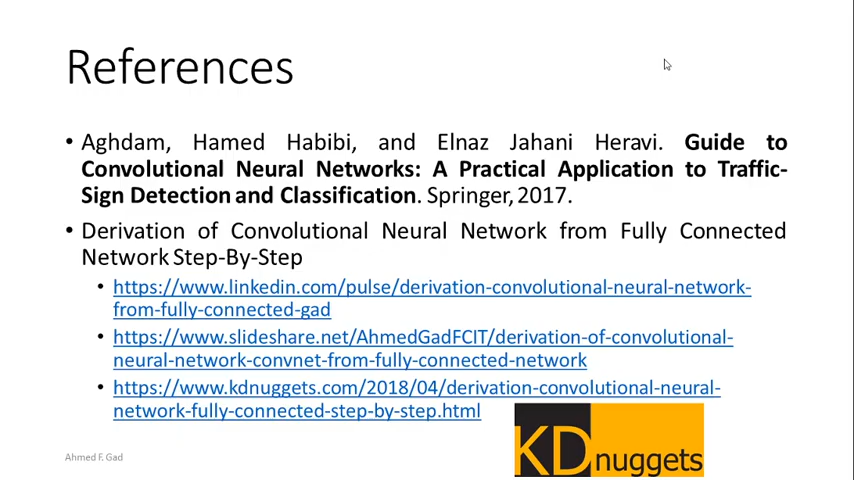 References
• Aghdam, Hamed Habibi, and Elnaz Jahani Heravi. Guide to
Convolutional Neural Networks: A Practical Application to Traffic-
Sign Detection and Classification. Springer, 2017.
• Derivation of Convolutional Neural Network from Fully Connected
Network Step-By-Step
• https://www.linkedin.com/pulse/derivation-convolutional-neural-network-
from-fully-connected-gad
• https://www.slideshare.net/AhmedGadFCIT/derivation-of-convolutional-
neural-network-convnet-from-fully-connected-network
• https://www.kdnuggets.com/2018/04/derivation-convolutional-neural-
network-fully-connected-step-by-step.html
KDnuggets
Ahmed F. Gad